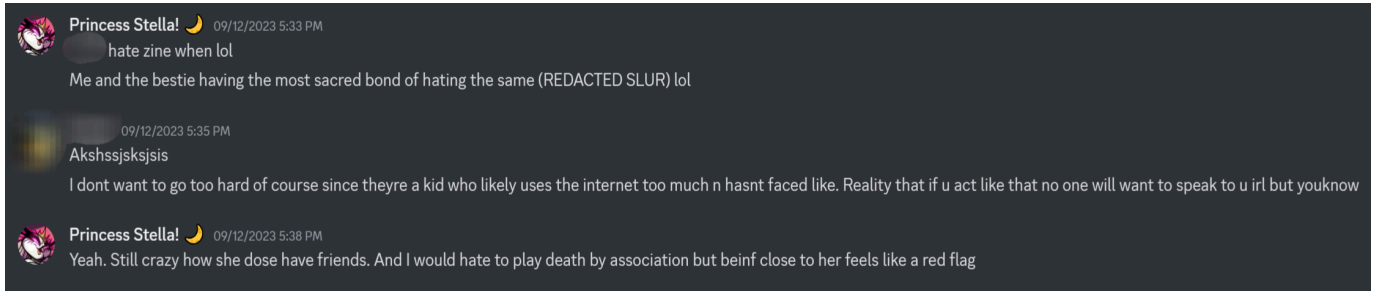 Princess Stella! 🌙 09/12/2023 5:33 PM
hate zine when lol
Me and the bestie having the most sacred bond of hating the same (REDACTED SLUR) lol
09/12/2023 5:35 PM
Akshssjsksjsis
I dont want to go too hard of course since theyre a kid who likely uses the internet too much n hasnt faced like. Reality that if u act like that no one will want to speak to u irl but youknow
Princess Stella! 🌙 09/12/2023 5:38 PM
Yeah. Still crazy how she dose have friends. And I would hate to play death by association but beinf close to her feels like a red flag